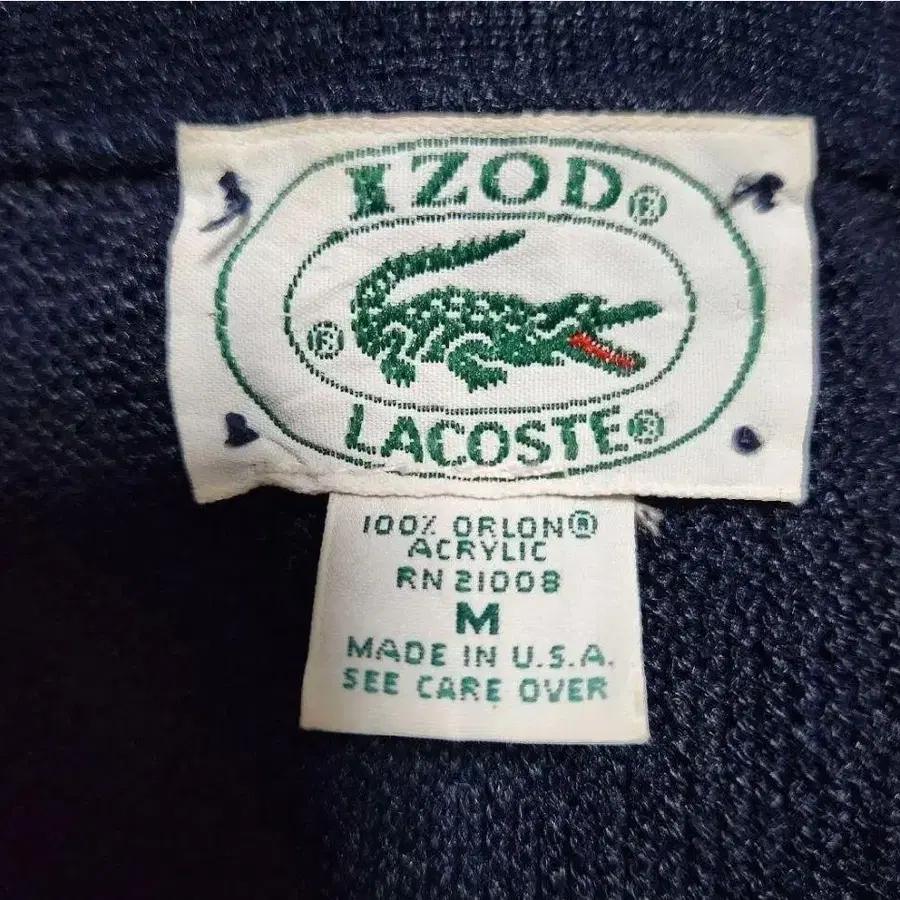 IZOD®
®
LACOSTE®
100% ORLON®
ACRYLIC
RN 21008
M
MADE IN U.S.A.
SEE CARE OVER